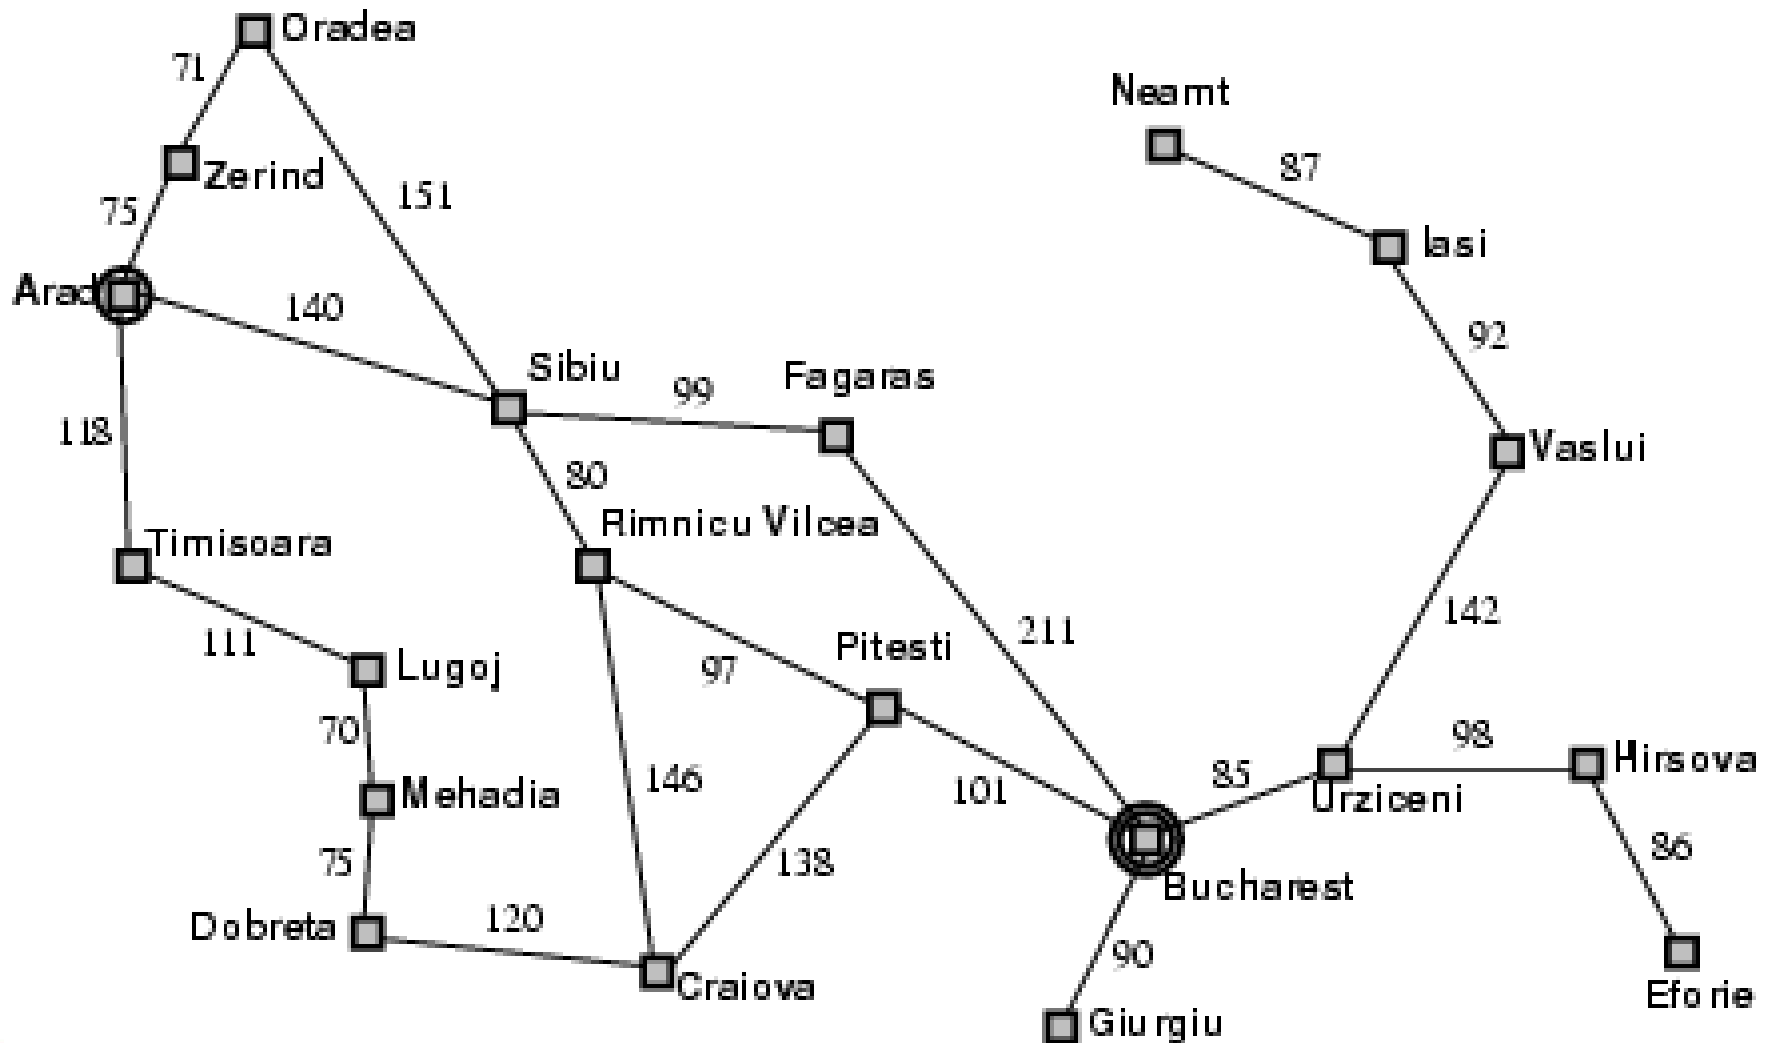 Oradea
71
Neamt
87
Zerind
151
75
Iasi
Arad
140
92
Sibiu
Fagaras
99
118
Vaslui
80
Rimnicu Vilcea
Timisoara
142
211
111
Pitesti
Lugoj
97
70
98
Hirsova
85
146
Mehadia
101
Urziceni
86
75
138
Bucharest
Dobreta
120
90
Craiova
Eforie
Giurgiu